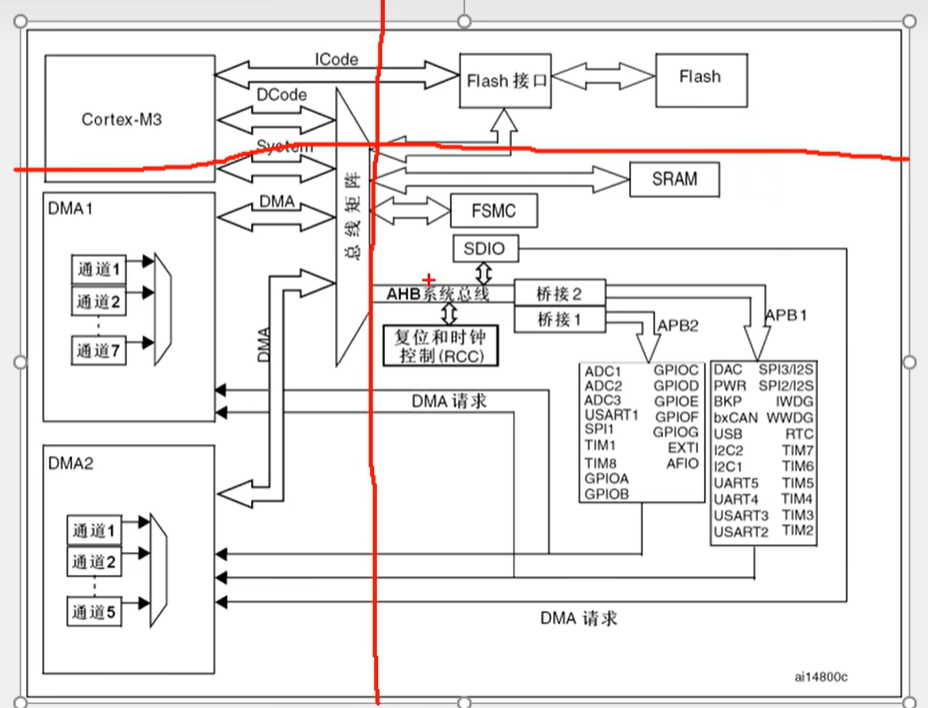 ICode
Cortex-M3
DCode
System
Flash 接口
Flash
SRAM
FSMC
总线矩阵
DMA1
DMA
通道1
通道2
通道7
SDIO
AHB系统总线
桥接2
桥接1
复位和时钟
控制(RCC)
APB2
APB1
DMA
ADC1 GPIOC
ADC2 GPIOD
ADC3 GPIOE
USART1 GPIOF
SPI1 GPIOG
TIM1 EXTI
TIM8 AFIO
GPIOA
GPIOB
DAC SPI3/I2S
PWR SPI2/I2S
BKP IWDG
bxCAN WWDG
USB RTC
I2C2 TIM7
I2C1 TIM6
UART5 TIM5
UART4 TIM4
USART3 TIM3
USART2 TIM2
DMA 请求
DMA2
通道1
通道2
通道5
DMA 请求
ai14800c